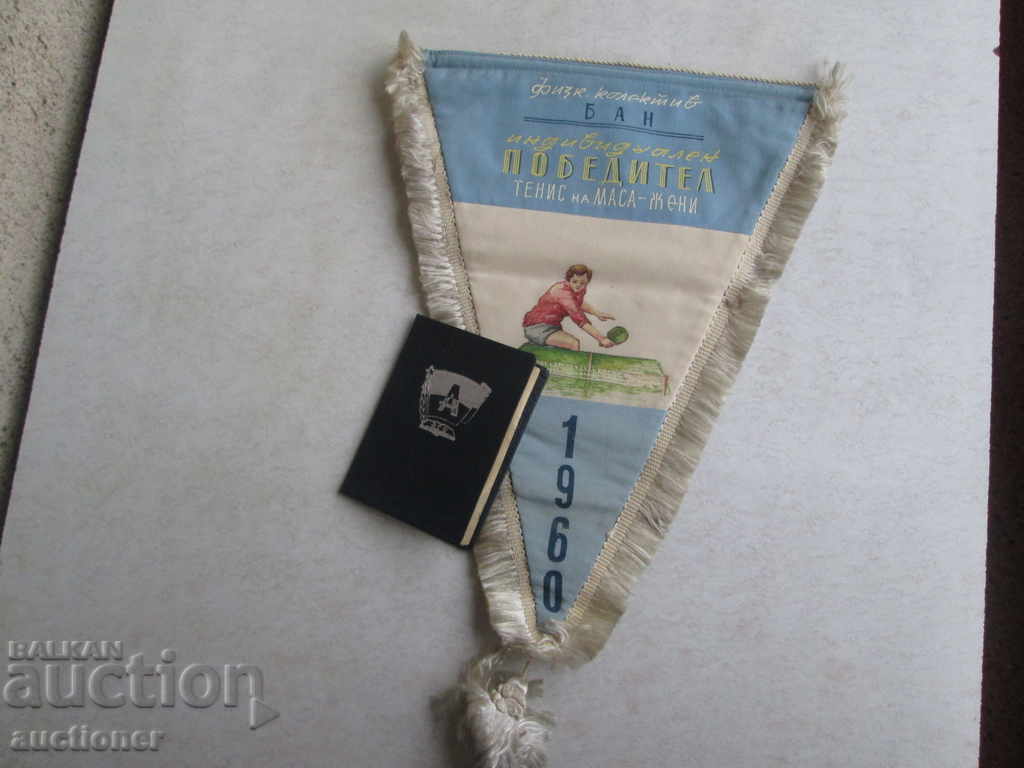 физк. колектив
БАН
индивидуален
ПОБЕДИТЕЛ
ТЕНИС на МАСА-ЖЕНИ
1960
А
BALKAN
auction
auctioner